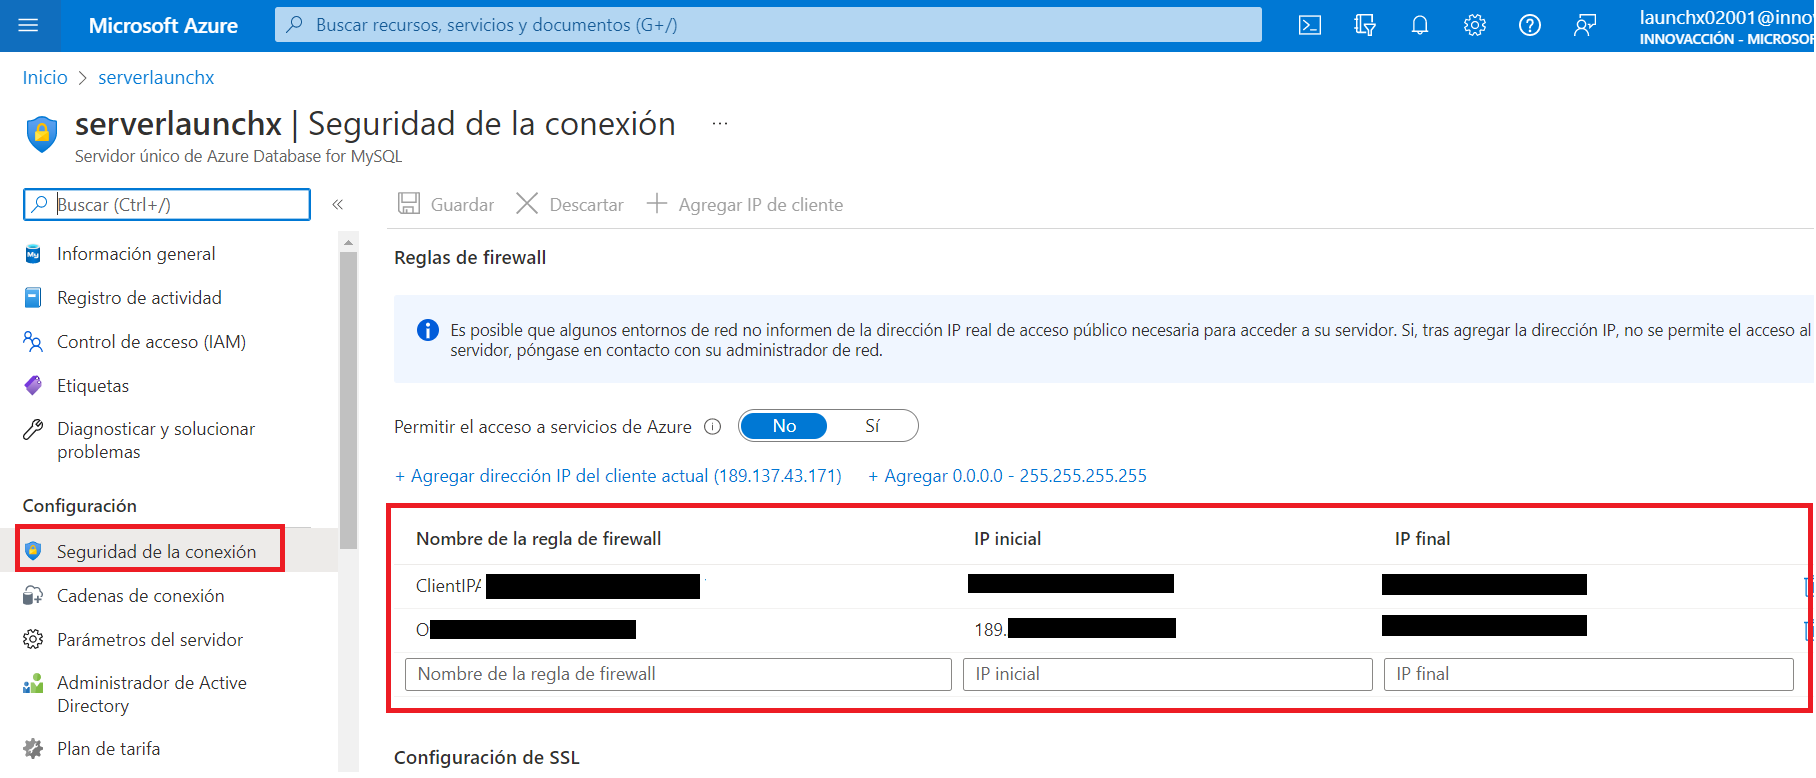 Microsoft Azure
Buscar recursos, servicios y documentos (G+/)
launchx02001@inno
INNOVACCIÓN - MICROSOF
Inicio > serverlaunchx
serverlaunchx | Seguridad de la conexión ...
Servidor único de Azure Database for MySQL
Buscar (Ctrl+/)
«
Guardar
Descartar
Agregar IP de cliente
Información general
Registro de actividad
Control de acceso (IAM)
Etiquetas
Diagnosticar y solucionar
problemas
Configuración
Seguridad de la conexión
Cadenas de conexión
Parámetros del servidor
Administrador de Active
Directory
Plan de tarifa
Reglas de firewall
Es posible que algunos entornos de red no informen de la dirección IP real de acceso público necesaria para acceder a su servidor. Si, tras agregar la dirección IP, no se permite el acceso al
servidor, póngase en contacto con su administrador de red.
Permitir el acceso a servicios de Azure No Sí
+ Agregar dirección IP del cliente actual (189.137.43.171) + Agregar 0.0.0.0 - 255.255.255.255
Nombre de la regla de firewall IP inicial IP final
ClientIPA
O 189.
Nombre de la regla de firewall IP inicial IP final
Configuración de SSL